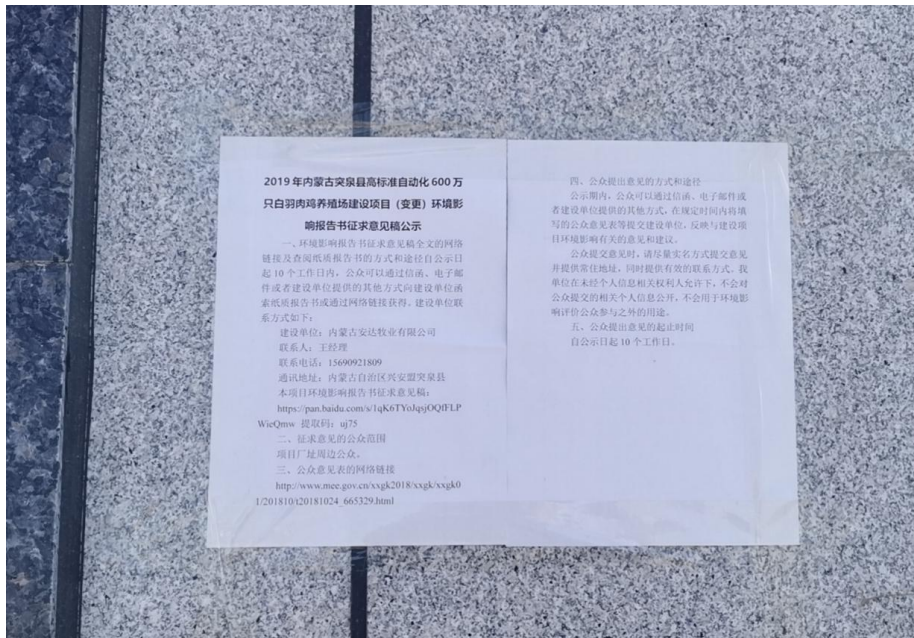 2019 年内蒙古突泉县高标准自动化 600 万
只白羽肉鸡养殖场建设项目（变更）环境影
响报告书征求意见稿公示
一、环境影响报告书征求意见稿全文的网络
链接及查阅纸质报告书的方式和途径自公示日
起 10 个工作日内，公众可以通过信函、电子邮
件或者建设单位提供的其他方式向建设单位函
索纸质报告书或通过网络链接获得。建设单位联
系方式如下：
建设单位：内蒙古安达牧业有限公司
联系人：王经理
联系电话：15690921809
通讯地址：内蒙古自治区兴安盟突泉县
本项目环境影响报告书征求意见稿：
https://pan.baidu.com/s/1qK6TYoJqsjOQfFLP
WieQmw 提取码：uj75
二、征求意见的公众范围
项目厂址周边公众。
三、公众意见表的网络链接
http://www.mee.gov.cn/xxgk2018/xxgk/xxgk0
1/201810/t20181024_665329.html
四、公众提出意见的方式和途径
公示期内，公众可以通过信函、电子邮件或
者建设单位提供的其他方式，在规定时间内将填
写的公众意见表等提交建设单位，反映与建设项
目环境影响有关的意见和建议。
公众提交意见时，请尽量实名方式提交意见
并提供常住地址，同时提供有效的联系方式。我
单位在未经个人信息相关权利人允许下，不会对
公众提交的相关个人信息公开，不会用于环境影
响评价公众参与之外的用途。
五、公众提出意见的起止时间
自公示日起 10 个工作日。